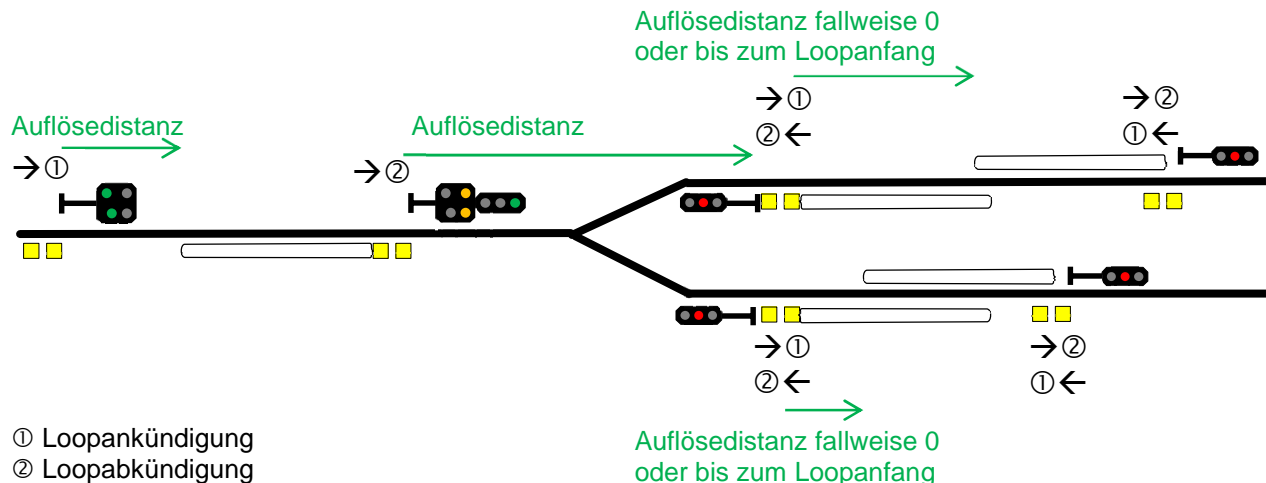 Auflösedistanz fallweise 0
oder bis zum Loopanfang
→① →②
Auflösedistanz Auflösedistanz ②← ①←
→① →②
→① →②
②← ①←
① Loopankündigung
② Loopabkündigung
Auflösedistanz fallweise 0
oder bis zum Loopanfang